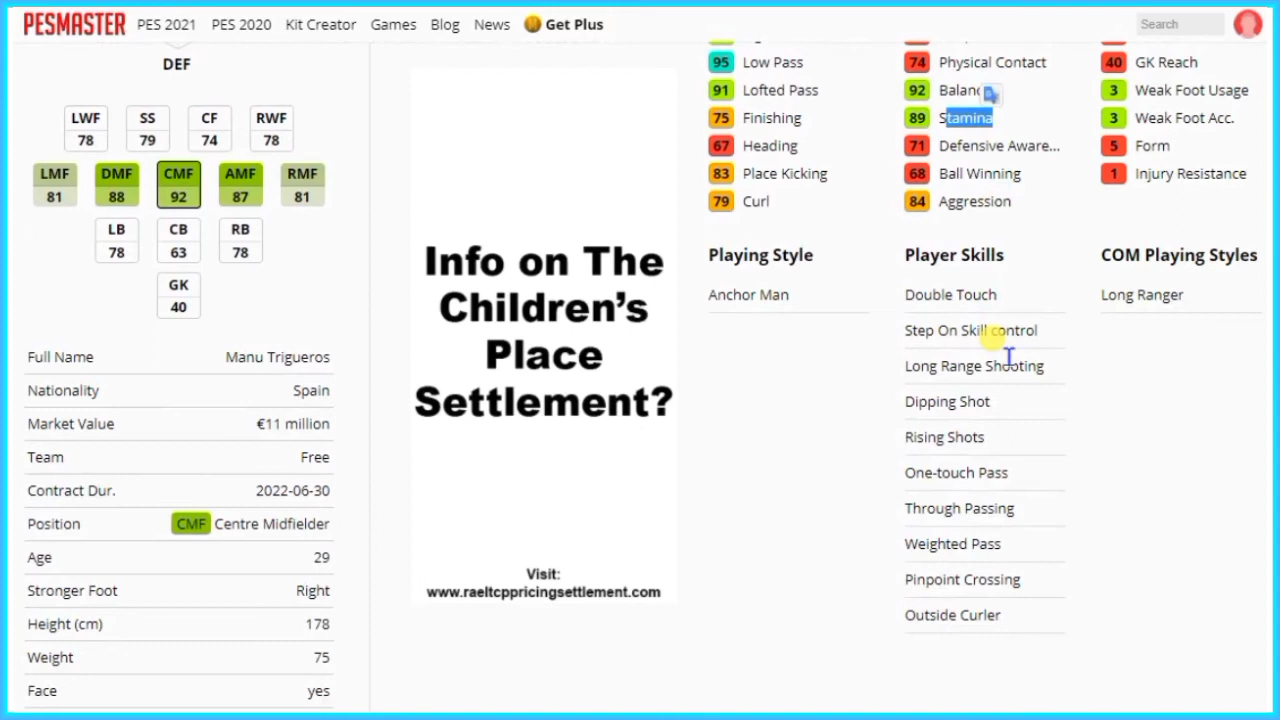 PESMASTER PES 2021 PES 2020 Kit Creator Games Blog News Get Plus Search
DEF
LWF SS CF RWF
78 79 74 78
LMF DMF CMF AMF RMF
81 88 92 87 81
LB CB RB
78 63 78
GK
40
Full Name Manu Trigueros
Nationality Spain
Market Value €11 million
Team Free
Contract Dur. 2022-06-30
Position CMF Centre Midfielder
Age 29
Stronger Foot Right
Height (cm) 178
Weight 75
Face yes
Info on The
Children’s
Place
Settlement?
Visit:
www.raeltcppricingsettlement.com
95 Low Pass
91 Lofted Pass
75 Finishing
67 Heading
83 Place Kicking
79 Curl
74 Physical Contact
92 Balanc
89 Stamina
71 Defensive Aware...
68 Ball Winning
84 Aggression
40 GK Reach
3 Weak Foot Usage
3 Weak Foot Acc.
5 Form
1 Injury Resistance
Playing Style
Anchor Man
Player Skills
Double Touch
Step On Skill control
Long Range Shooting
Dipping Shot
Rising Shots
One-touch Pass
Through Passing
Weighted Pass
Pinpoint Crossing
Outside Curler
COM Playing Styles
Long Ranger